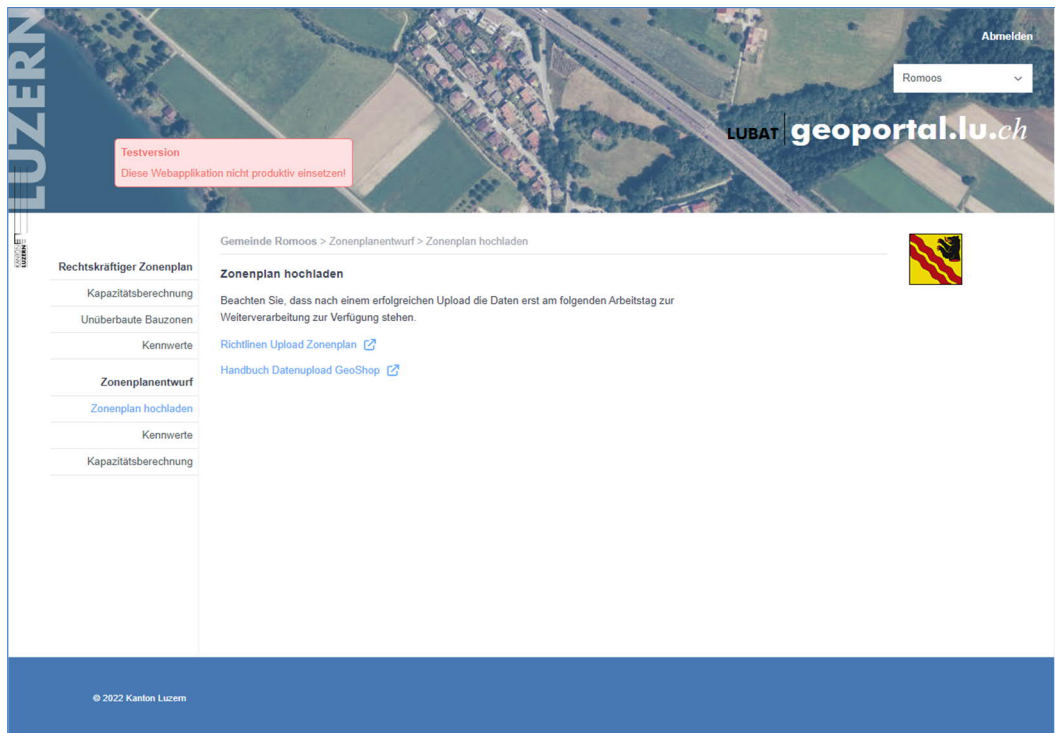 LUZERN
Abmelden
Romoos
LUBAT geoportal.lu.ch
Testversion
Diese Webapplikation nicht produktiv einsetzen!
KANTON
LUZERN
Gemeinde Romoos > Zonenplanentwurf > Zonenplan hochladen
Rechtskräftiger Zonenplan
Kapazitätsberechnung
Unüberbaute Bauzonen
Kennwerte
Zonenplanentwurf
Zonenplan hochladen
Kennwerte
Kapazitätsberechnung
Zonenplan hochladen
Beachten Sie, dass nach einem erfolgreichen Upload die Daten erst am folgenden Arbeitstag zur
Weiterverarbeitung zur Verfügung stehen.
Richtlinen Upload Zonenplan
Handbuch Datenupload GeoShop
© 2022 Kanton Luzern